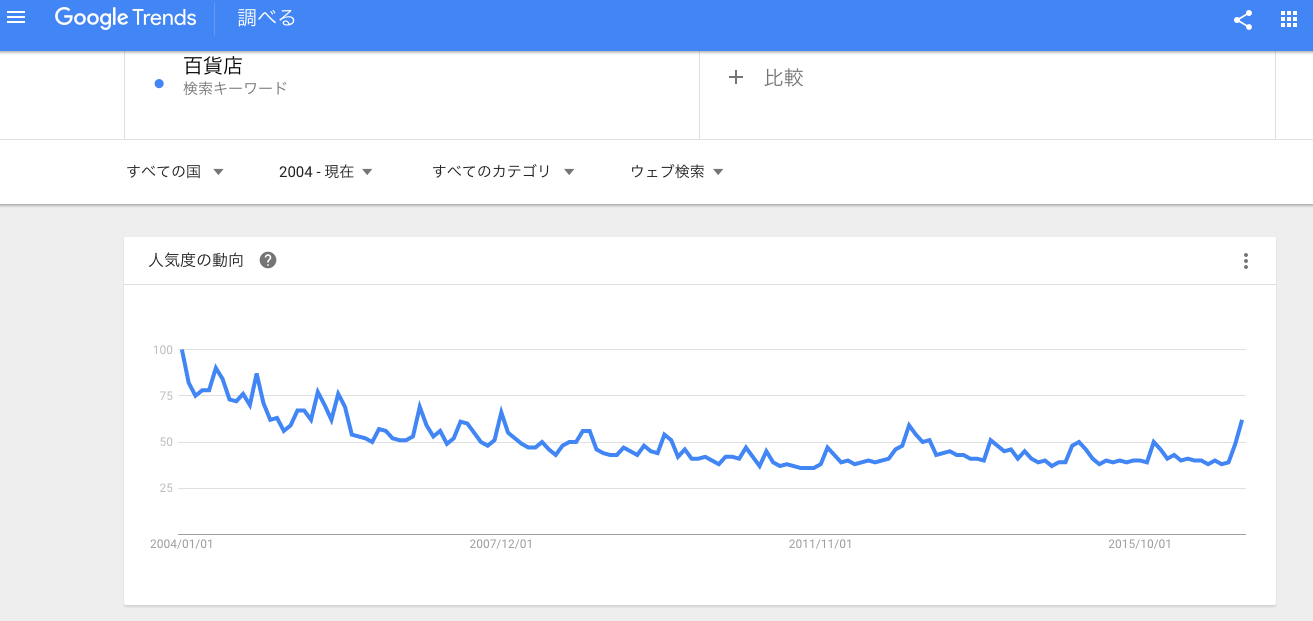 Google Trends 調べる
百貨店
検索キーワード
+ 比較
すべての国 2004 - 現在 すべてのカテゴリ ウェブ検索
人気度の動向 ?
100
75
50
25
2004/01/01 2007/12/01 2011/11/01 2015/10/01